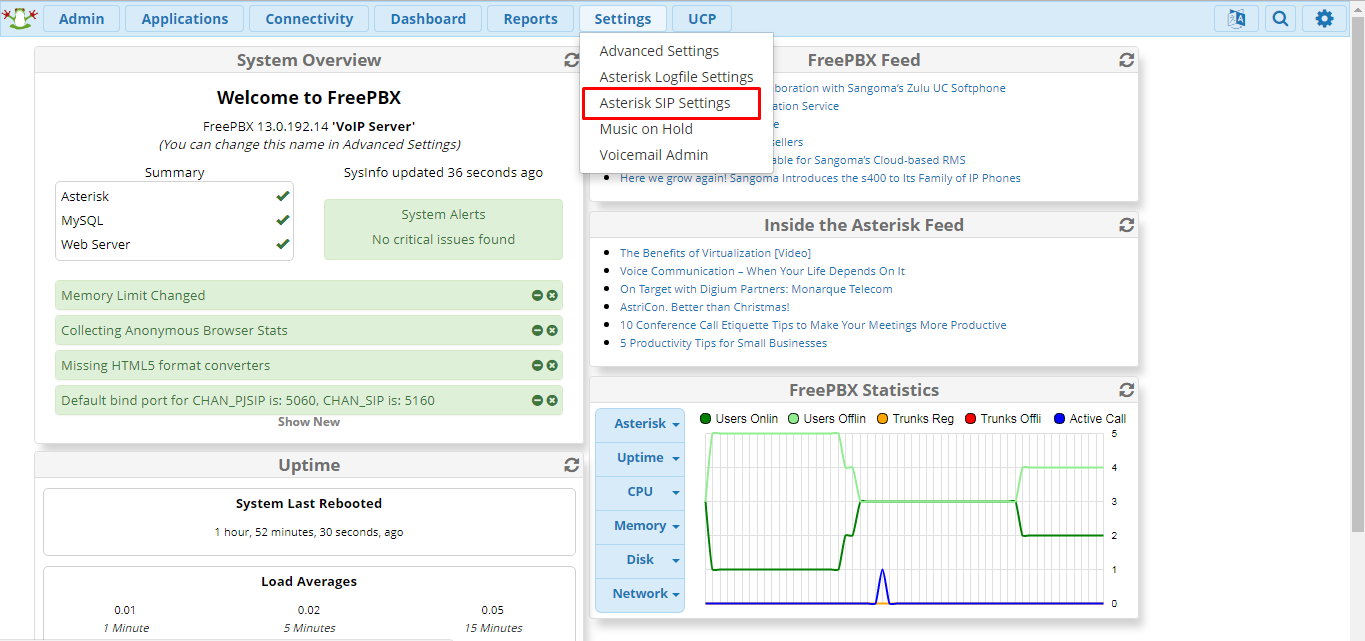 Admin Applications Connectivity Dashboard Reports Settings UCP
Advanced Settings
Asterisk Logfile Settings
Asterisk SIP Settings
Music on Hold
Voicemail Admin
System Overview
Welcome to FreePBX
FreePBX 13.0.192.14 'VoIP Server'
(You can change this name in Advanced Settings)
Summary
Asterisk
MySQL
Web Server
SysInfo updated 36 seconds ago
System Alerts
No critical issues found
Memory Limit Changed
Collecting Anonymous Browser Stats
Missing HTML5 format converters
Default bind port for CHAN_PJSIP is: 5060, CHAN_SIP is: 5160
Show New
Uptime
System Last Rebooted
1 hour, 52 minutes, 30 seconds, ago
Load Averages
0.01 0.02 0.05
1 Minute 5 Minutes 15 Minutes
FreePBX Feed
with Sangoma's Zulu UC Softphone
Service
for Sangoma's Cloud-based RMS
Here we grow again! Sangoma Introduces the s400 to Its Family of IP Phones
Inside the Asterisk Feed
The Benefits of Virtualization [Video]
Voice Communication – When Your Life Depends On It
On Target with Digium Partners: Monarque Telecom
AstriCon. Better than Christmas!
10 Conference Call Etiquette Tips to Make Your Meetings More Productive
5 Productivity Tips for Small Businesses
FreePBX Statistics
Asterisk
Uptime
CPU
Memory
Disk
Network
Users Onlin Users Offlin Trunks Reg Trunks Offli Active Call
5
4
3
2
1
0